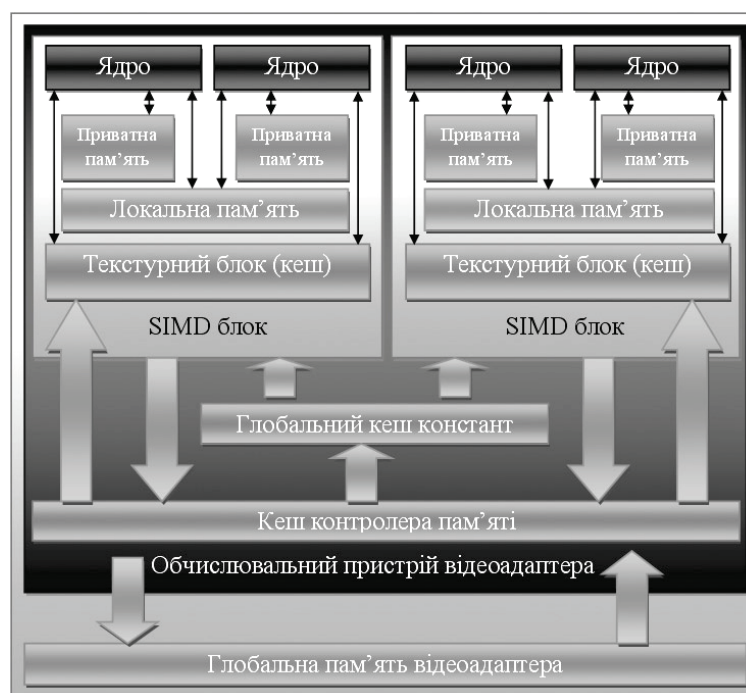 Ядро
Ядро
Ядро
Ядро
Приватна
пам’ять
Приватна
пам’ять
Приватна
пам’ять
Приватна
пам’ять
Локальна пам’ять
Локальна пам’ять
Текстурний блок (кеш)
Текстурний блок (кеш)
SIMD блок
SIMD блок
Глобальний кеш констант
Кеш контролера пам’яті
Обчислювальний пристрій відеоадаптера
Глобальна пам’ять відеоадаптера